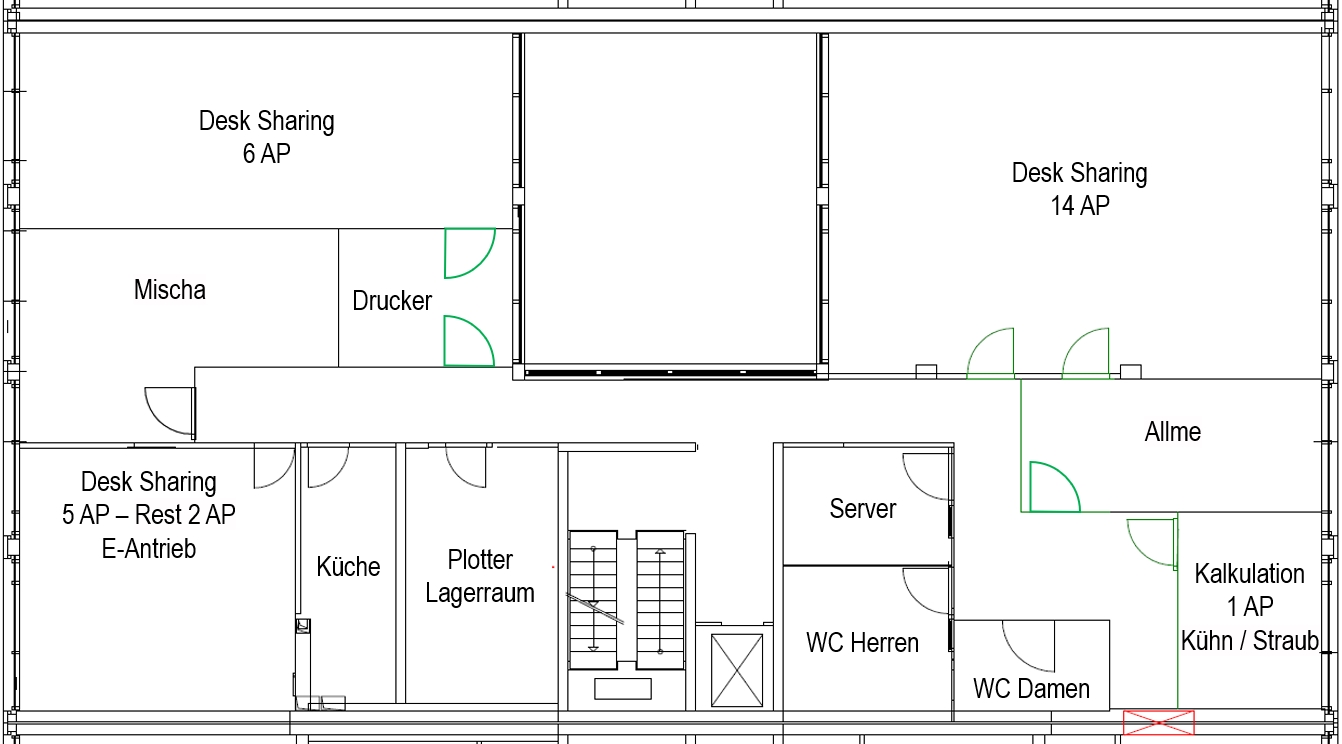 Desk Sharing
6 AP
Desk Sharing
14 AP
Mischa
Drucker
Allme
Desk Sharing
5 AP – Rest 2 AP
E-Antrieb
Küche
Plotter
Lagerraum
Server
WC Herren
WC Damen
Kalkulation
1 AP
Kühn / Straub